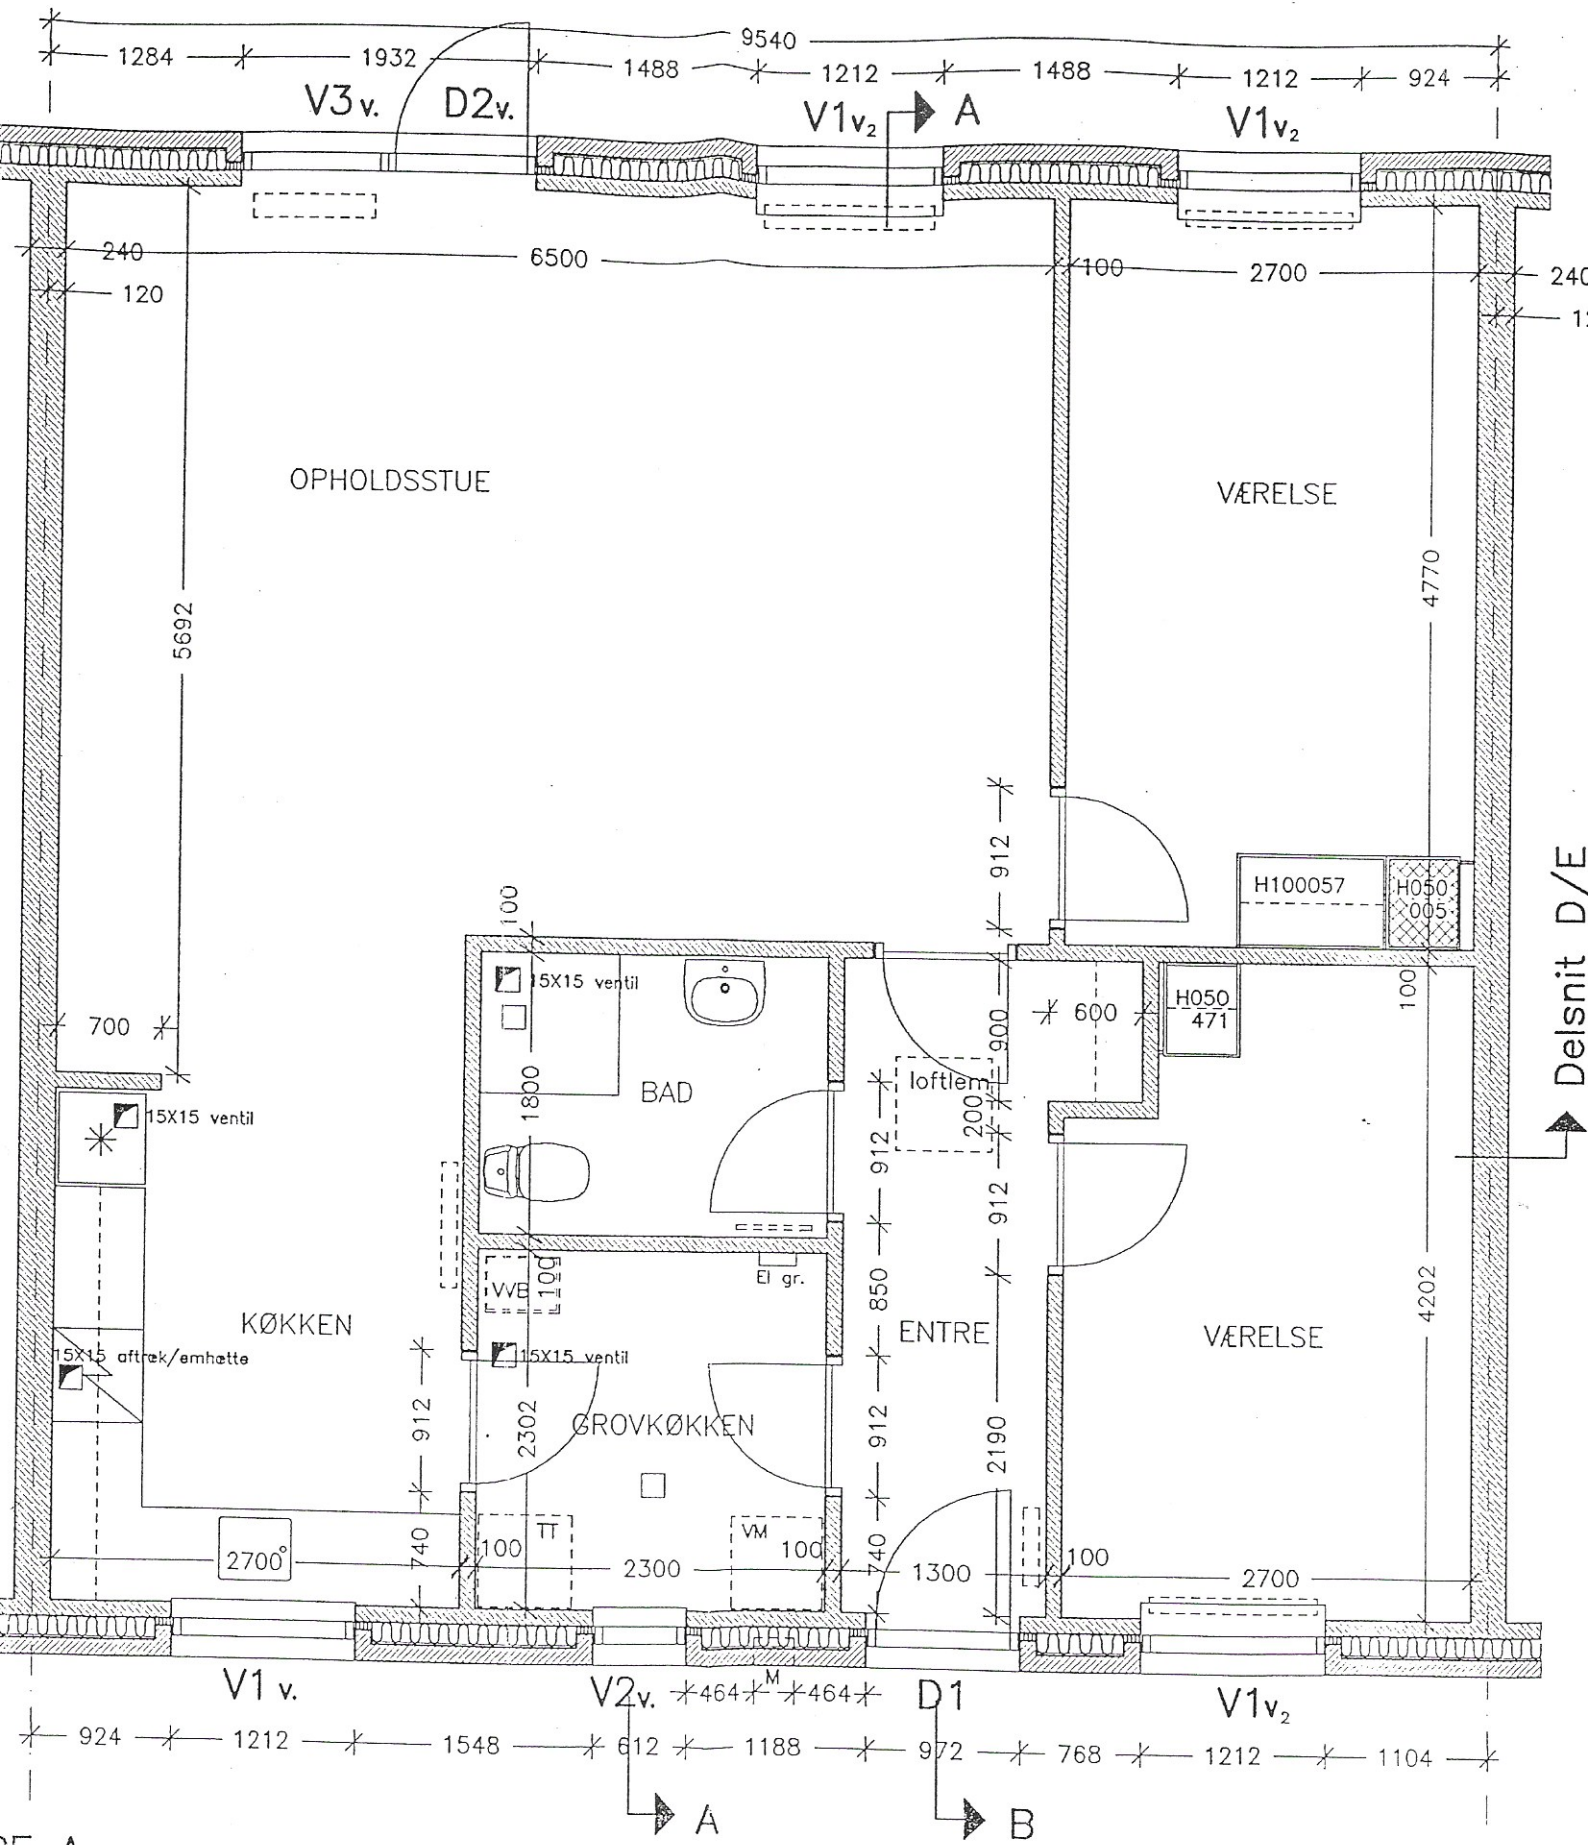 9540
1284 1932 1488 1212 1488 1212 924
V3 v. D2v. V1v₂ A V1v₂
240 6500 100 2700 240
120
OPHOLDSSTUE
VÆRELSE
5692
4770
912
H100057
H050
005
100
15X15 ventil
700
600
900
H050
471
100
Delsnit D/E
loftlem
200
BAD
1800
15X15 ventil
912
912
100
VVB
El gr.
850
KØKKEN
ENTRE
VÆRELSE
4202
15X15 aftræk/emhætte
15X15 ventil
912
2302
GROVKØKKEN
912
2190
TT
VM
740
740
2700
100
2300
100
1300
100
2700
V1 v. V2v. 464 M 464 D1 V1v₂
924 1212 1548 612 1188 972 768 1212 1104
A B